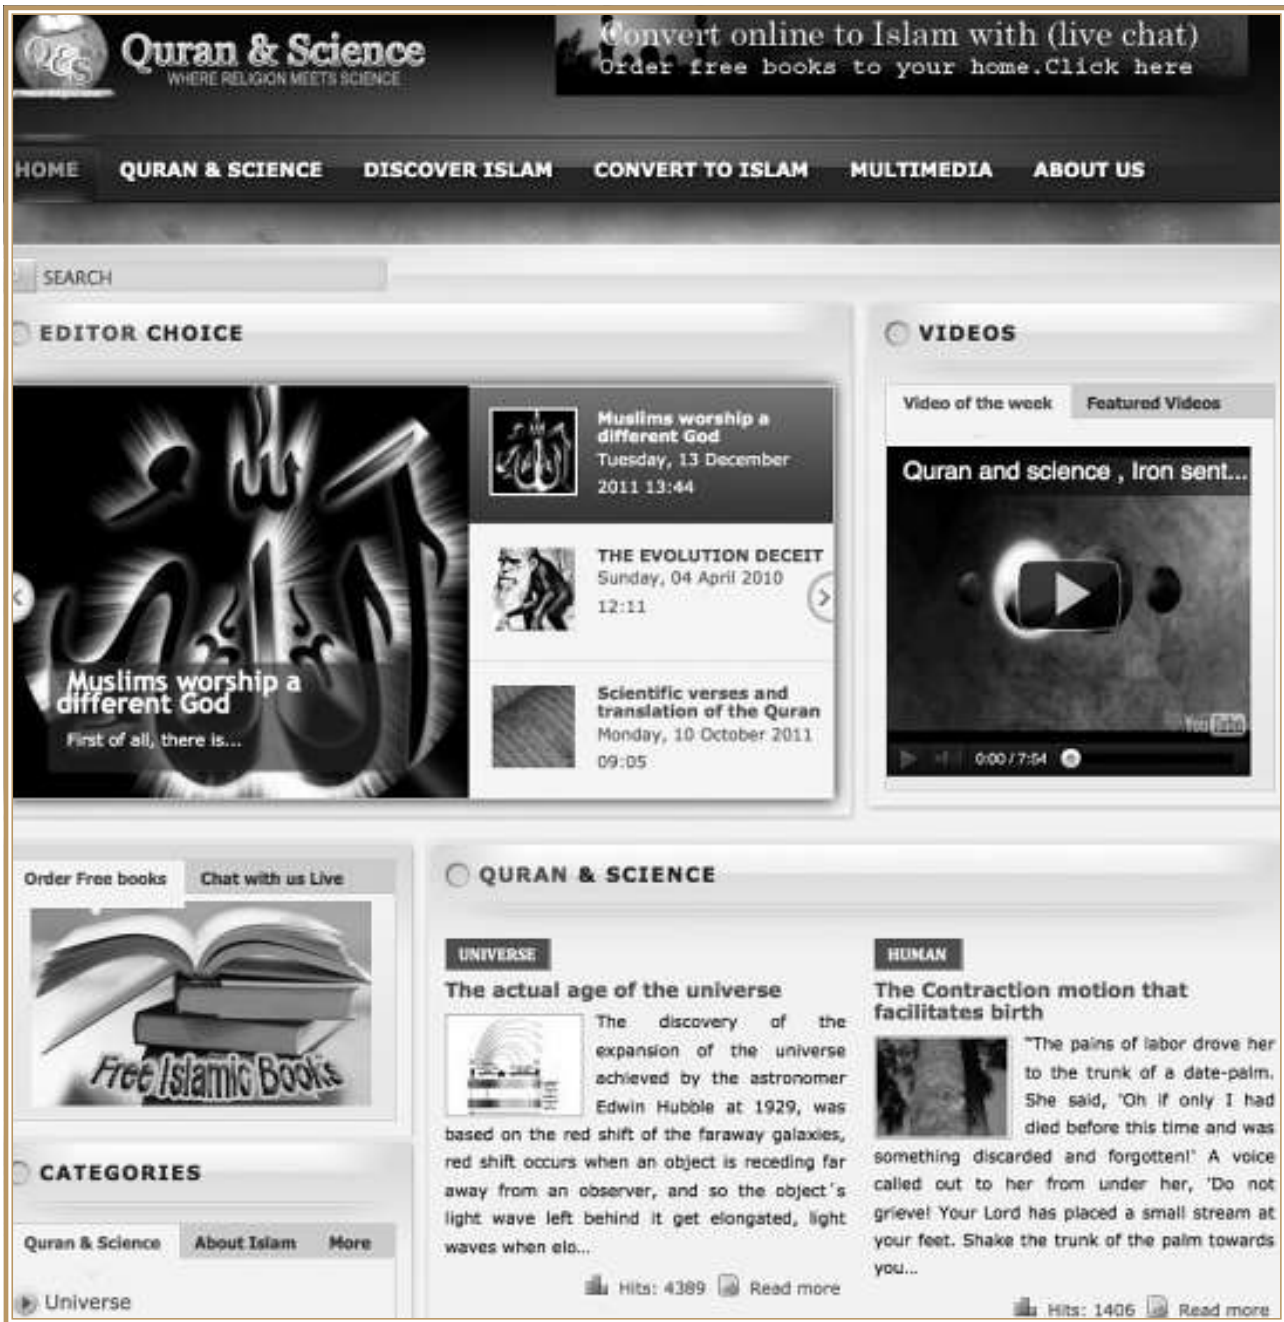 Q&S
Quran & Science
WHERE RELIGION MEETS SCIENCE
Convert online to Islam with (live chat)
Order free books to your home.Click here
HOME
QURAN & SCIENCE
DISCOVER ISLAM
CONVERT TO ISLAM
MULTIMEDIA
ABOUT US
SEARCH
EDITOR CHOICE
Muslims worship a
different God
First of all, there is...
Muslims worship a
different God
Tuesday, 13 December
2011 13:44
THE EVOLUTION DECEIT
Sunday, 04 April 2010
12:11
Scientific verses and
translation of the Quran
Monday, 10 October 2011
09:05
VIDEOS
Video of the week
Featured Videos
Quran and science , Iron sent...
You Tube
0:00 / 7:54
Order Free books
Chat with us Live
Free Islamic Books
CATEGORIES
Quran & Science
About Islam
More
Universe
QURAN & SCIENCE
UNIVERSE
The actual age of the universe
The discovery of the
expansion of the universe
achieved by the astronomer
Edwin Hubble at 1929, was
based on the red shift of the faraway galaxies,
red shift occurs when an object is receding far
away from an observer, and so the object´s
light wave left behind it get elongated, light
waves when elo...
Hits: 4389
Read more
HUMAN
The Contraction motion that
facilitates birth
"The pains of labor drove her
to the trunk of a date-palm.
She said, 'Oh if only I had
died before this time and was
something discarded and forgotten!' A voice
called out to her from under her, 'Do not
grieve! Your Lord has placed a small stream at
your feet. Shake the trunk of the palm towards
you...
Hits: 1406
Read more